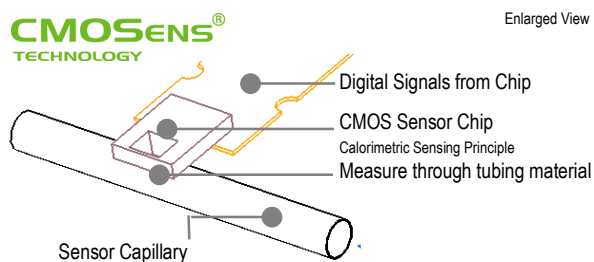 CMOSENS®
TECHNOLOGY
Enlarged View
Digital Signals from Chip
CMOS Sensor Chip
Calorimetric Sensing Principle
Measure through tubing material
Sensor Capillary